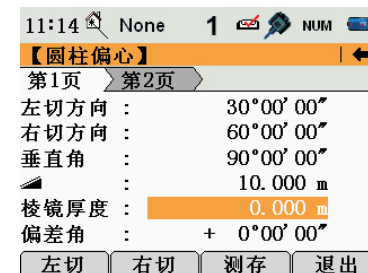 11:14 None 1 NUM
【圆柱偏心】
第1页 第2页
左切方向 : 30°00′00″
右切方向 : 60°00′00″
垂直角 : 90°00′00″
: 10.000 m
棱镜厚度 : 0.000 m
偏差角 : + 0°00′00″
左切 右切 测存 退出